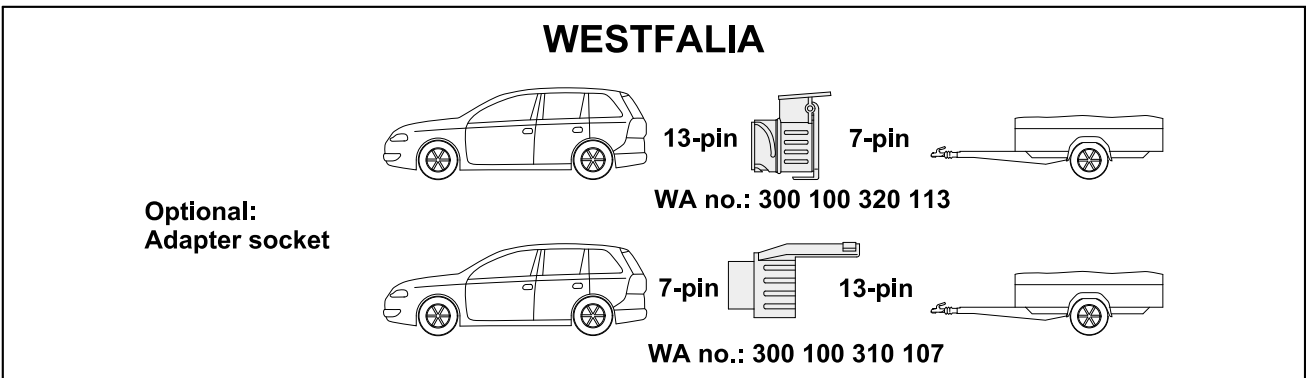 WESTFALIA
13-pin
7-pin
WA no.: 300 100 320 113
Optional:
Adapter socket
7-pin
13-pin
WA no.: 300 100 310 107